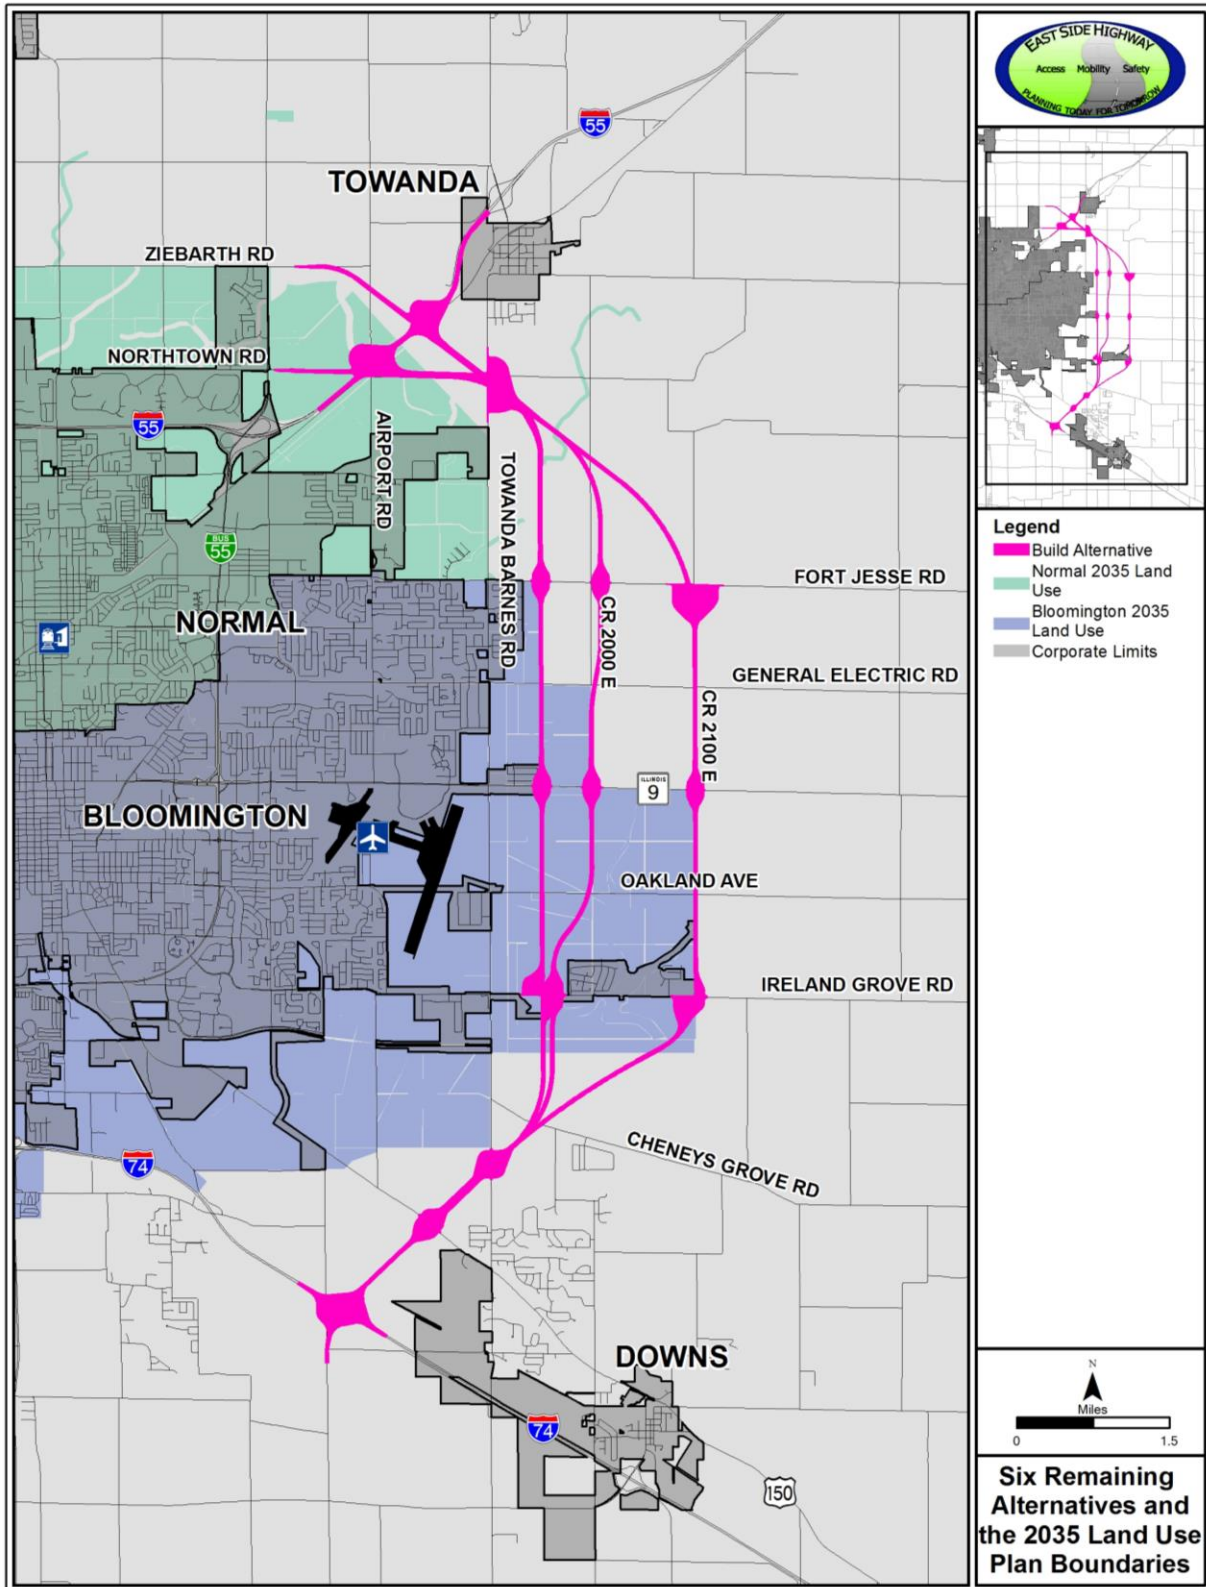 EAST SIDE HIGHWAY
Access Mobility Safety
PLANNING TODAY FOR TOMORROW
55
TOWANDA
ZIEBARTH RD
NORTHTOWN RD
55
AIRPORT RD
TOWANDA BARNES RD
BUS
55
FORT JESSE RD
CR 2000 E
NORMAL
GENERAL ELECTRIC RD
CR 2100 E
ILLINOIS
9
BLOOMINGTON
OAKLAND AVE
IRELAND GROVE RD
CHENEYS GROVE RD
74
DOWNS
74
150
Legend
Build Alternative
Normal 2035 Land
Use
Bloomington 2035
Land Use
Corporate Limits
N
Miles
0 1.5
Six Remaining
Alternatives and
the 2035 Land Use
Plan Boundaries